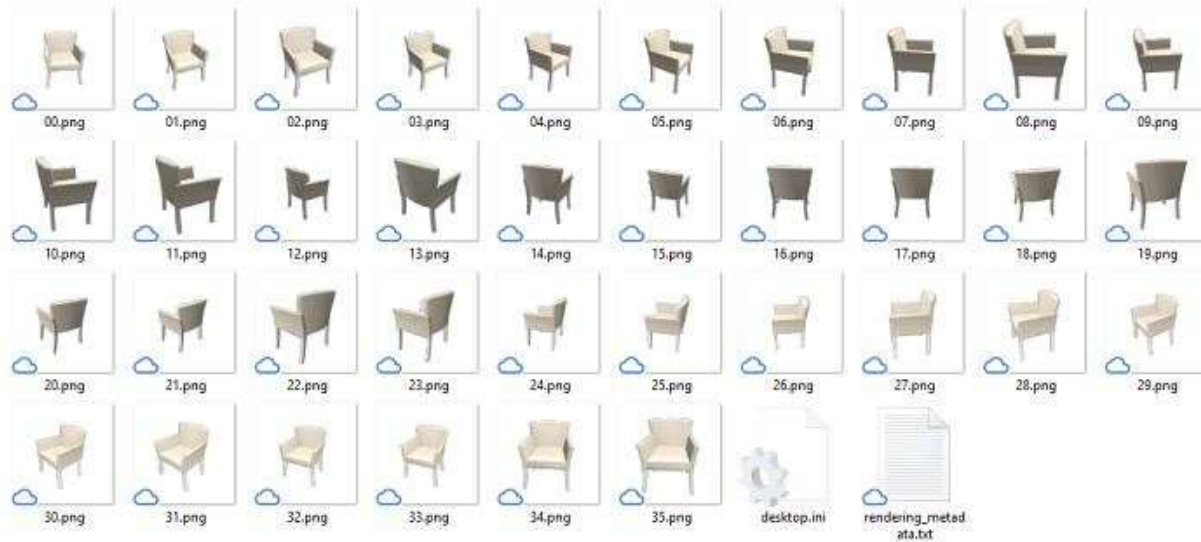 00.png 01.png 02.png 03.png 04.png 05.png 06.png 07.png 08.png 09.png
10.png 11.png 12.png 13.png 14.png 15.png 16.png 17.png 18.png 19.png
20.png 21.png 22.png 23.png 24.png 25.png 26.png 27.png 28.png 29.png
30.png 31.png 32.png 33.png 34.png 35.png desktop.ini rendering_metad
ata.txt